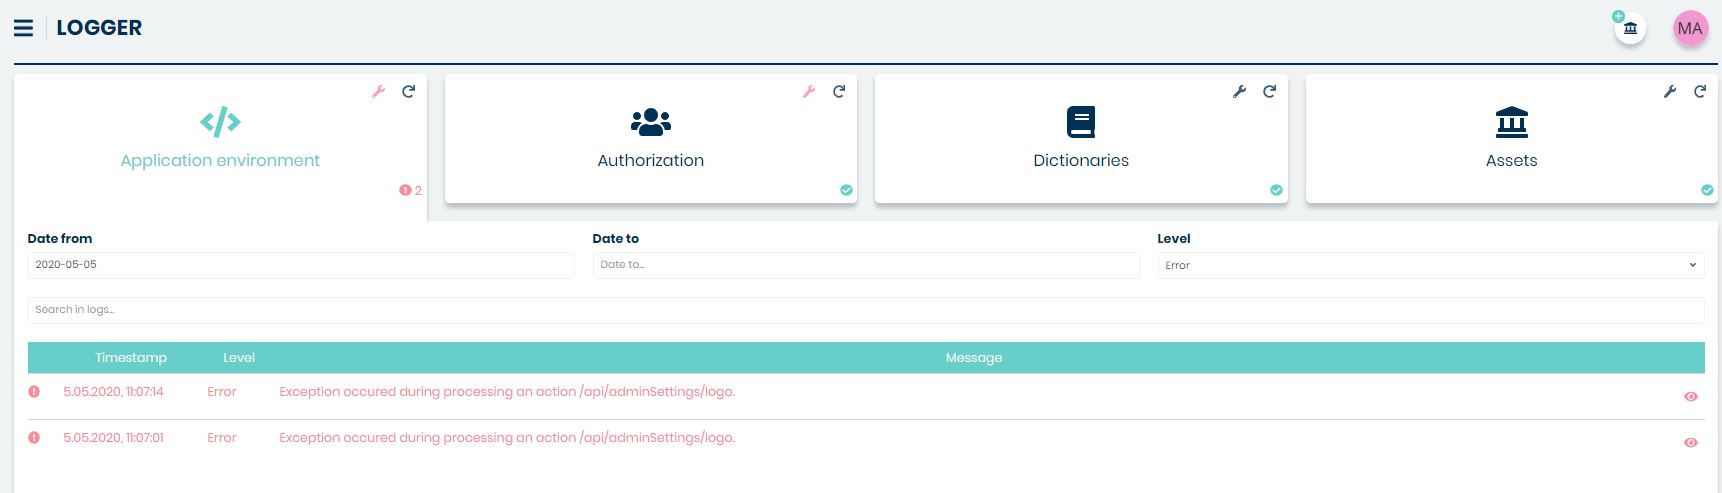 LOGGER
MA
Application environment
2
Authorization
Dictionaries
Assets
Date from
Date to
Level
2020-05-05
Date to...
Error
Search in logs...
Timestamp Level Message
5.05.2020, 11:07:14 Error Exception occured during processing an action /api/adminSettings/logo.
5.05.2020, 11:07:01 Error Exception occured during processing an action /api/adminSettings/logo.